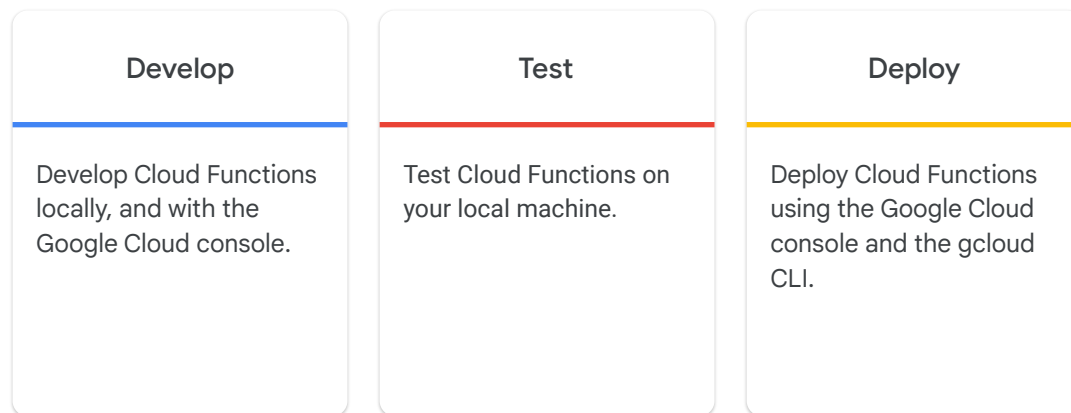 Develop
Develop Cloud Functions
locally, and with the
Google Cloud console.
Test
Test Cloud Functions on
your local machine.
Deploy
Deploy Cloud Functions
using the Google Cloud
console and the gcloud
CLI.